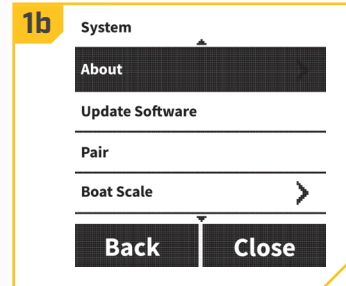 1b
System
About
Update Software
Pair
Boat Scale
Back Close